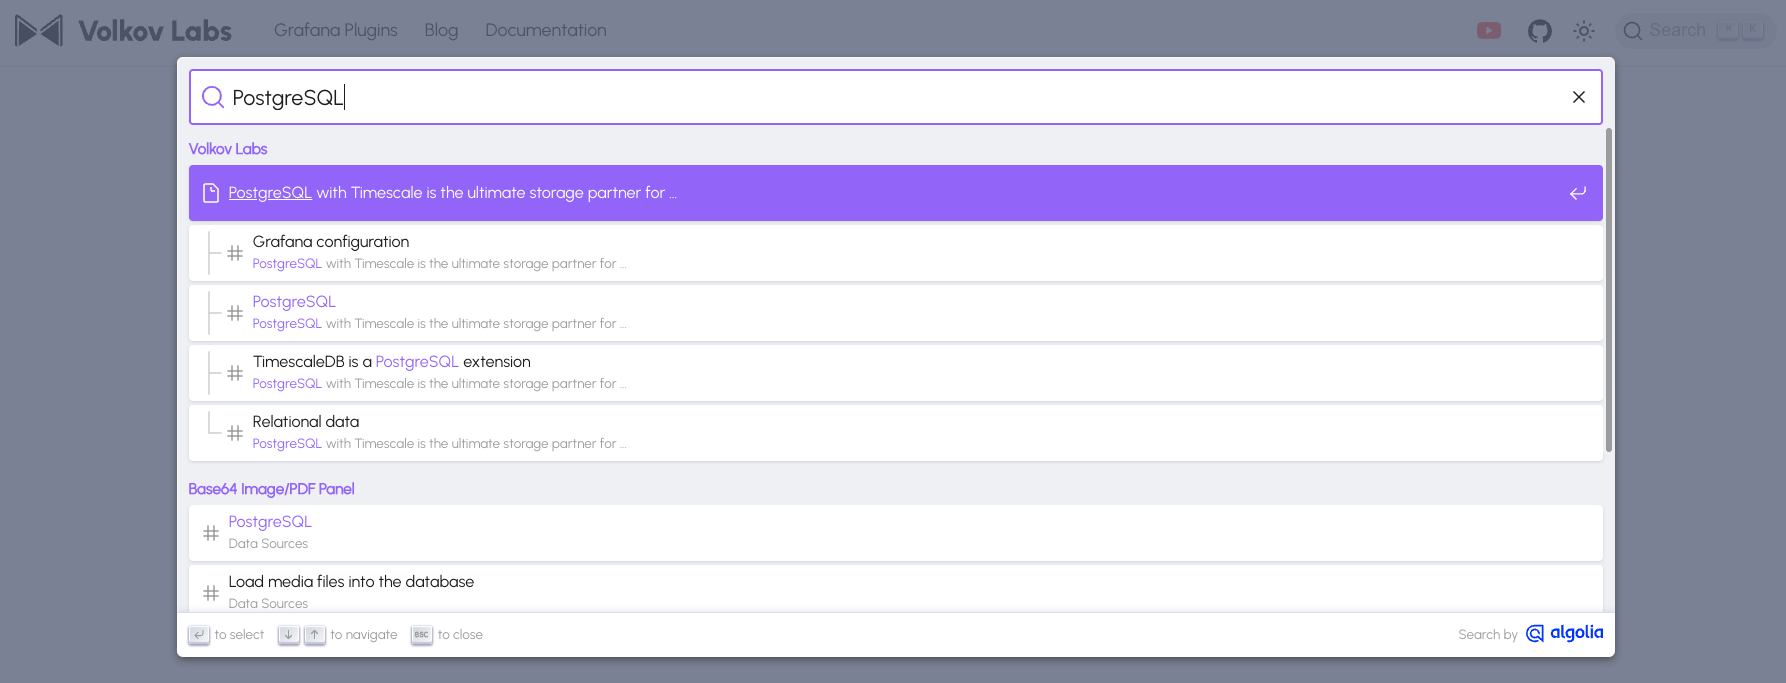 Volkov Labs Grafana Plugins Blog Documentation Search K
PostgreSQL
Volkov Labs
PostgreSQL with Timescale is the ultimate storage partner for ...
Grafana configuration
PostgreSQL with Timescale is the ultimate storage partner for ...
PostgreSQL
PostgreSQL with Timescale is the ultimate storage partner for ...
TimescaleDB is a PostgreSQL extension
PostgreSQL with Timescale is the ultimate storage partner for ...
Relational data
PostgreSQL with Timescale is the ultimate storage partner for ...
Base64 Image/PDF Panel
PostgreSQL
Data Sources
Load media files into the database
Data Sources
to select to navigate esc to close Search by algolia